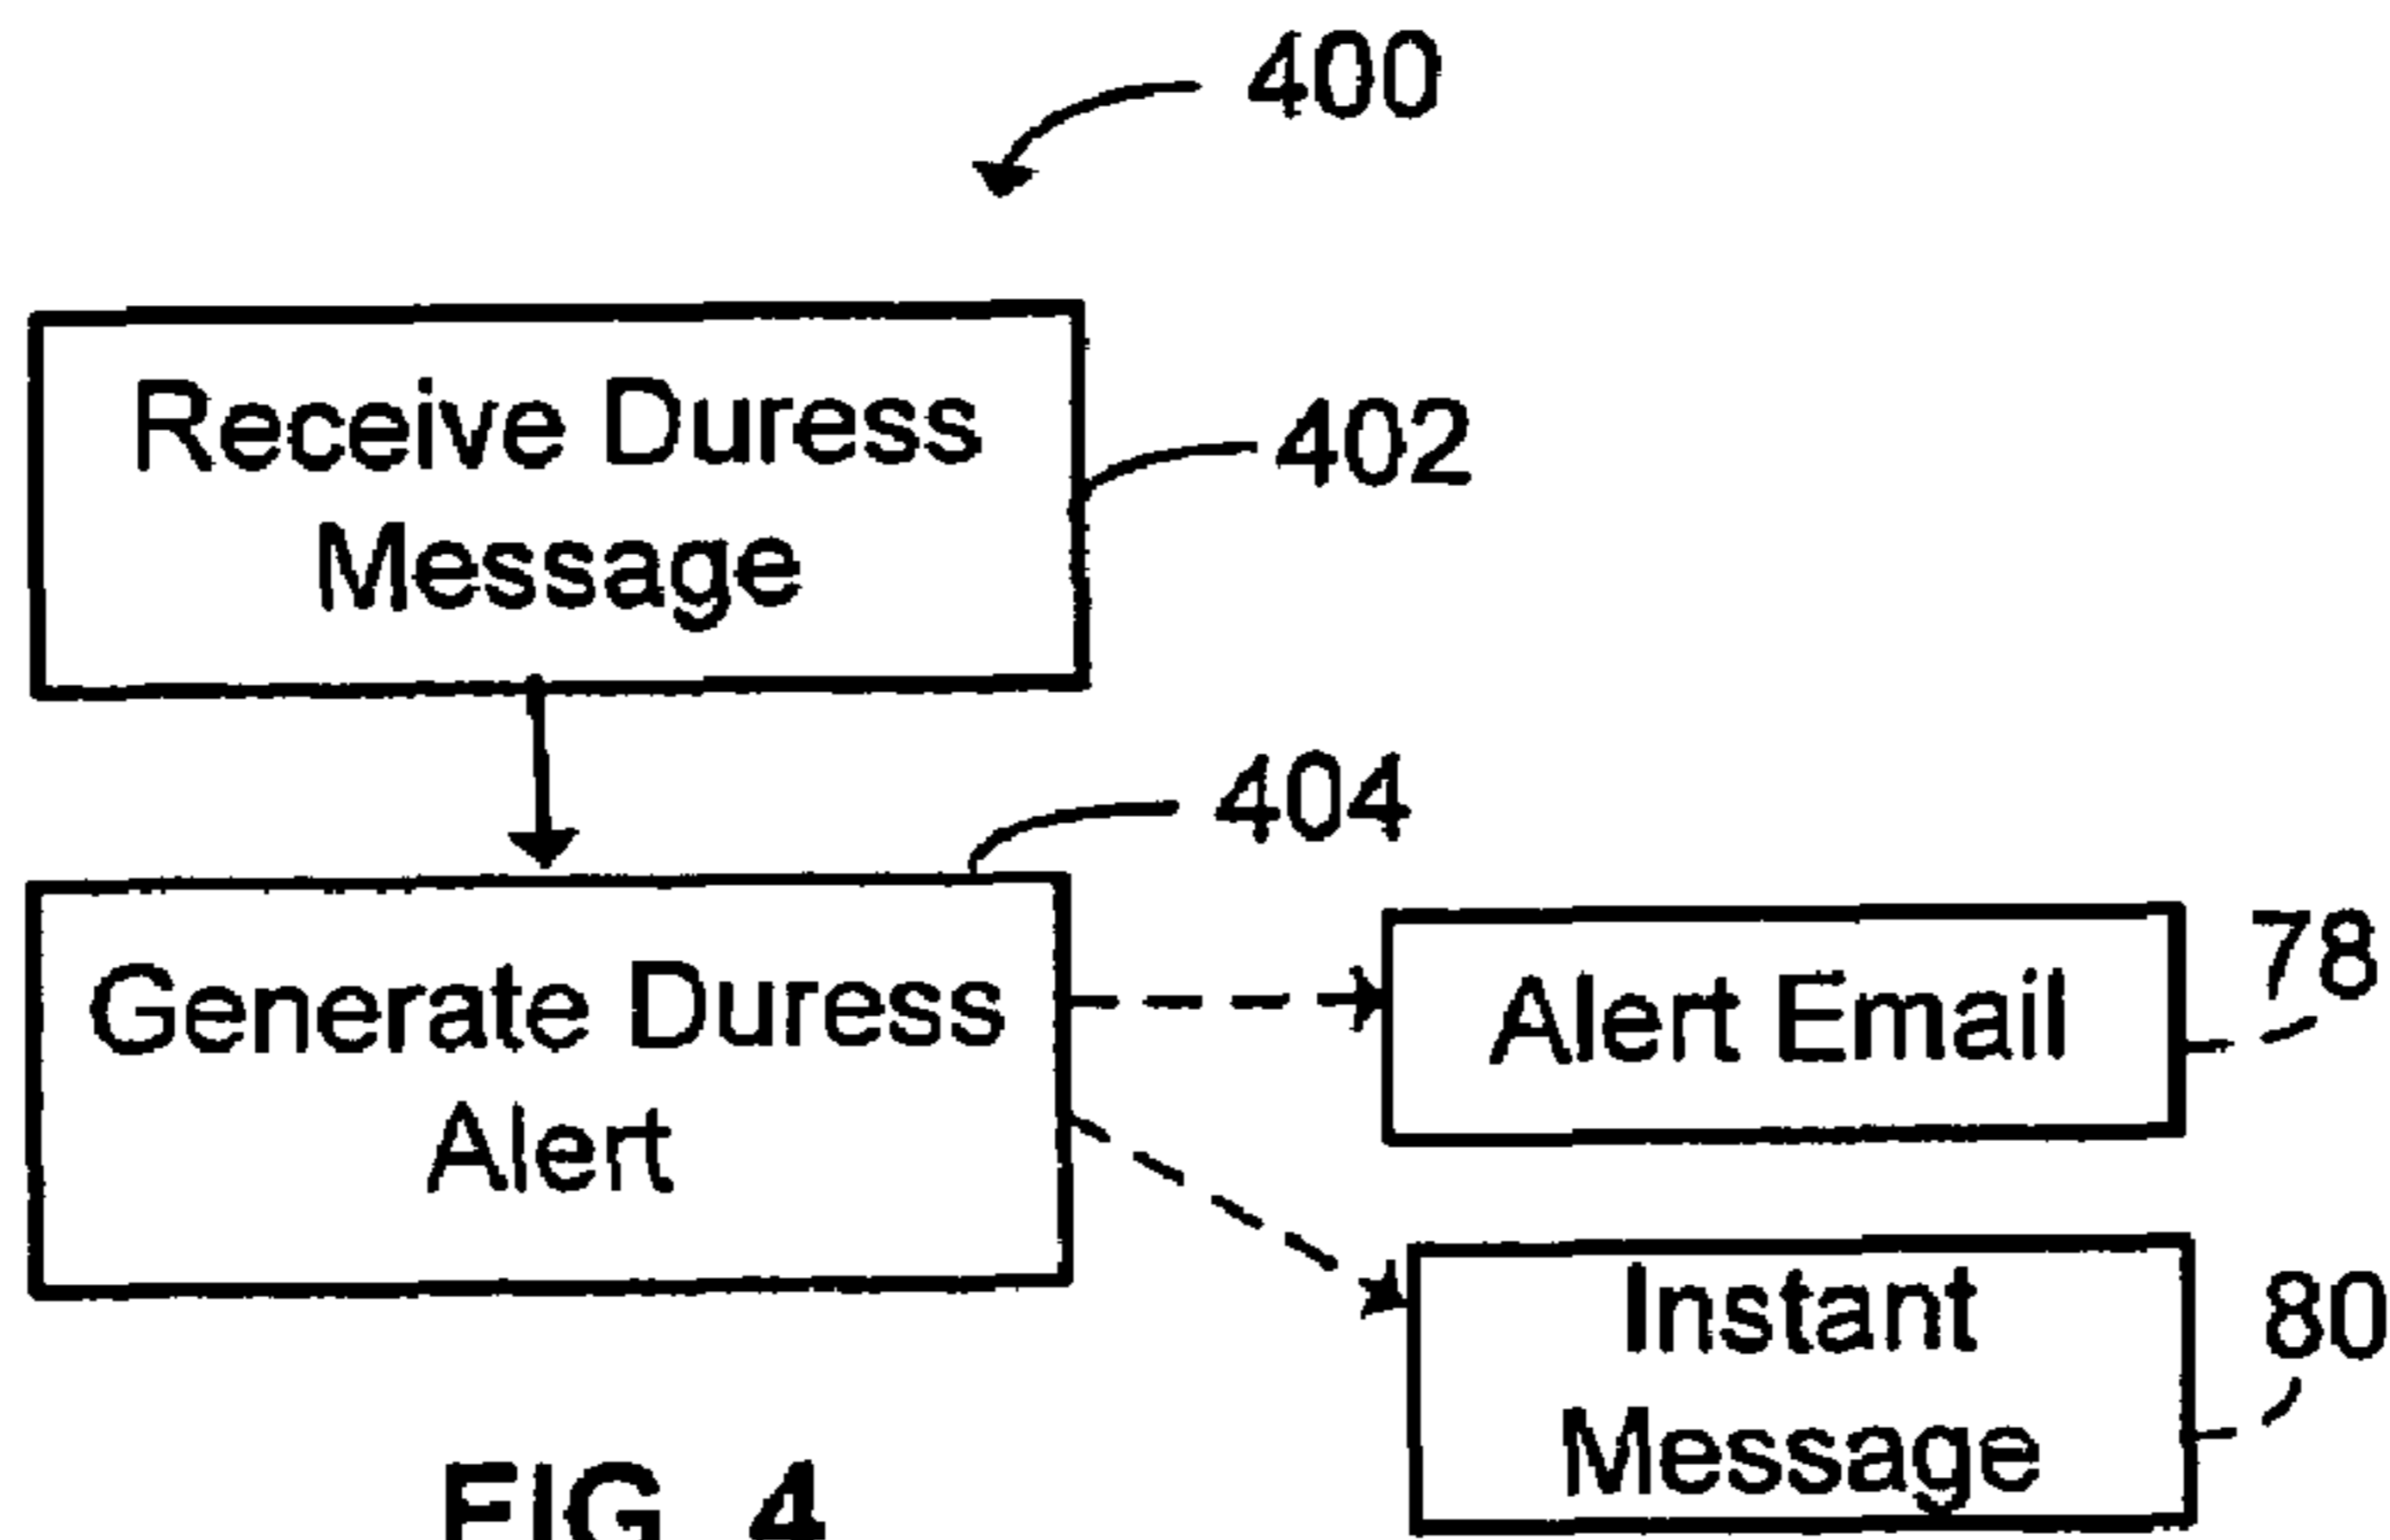 400
Receive Duress
Message
402
404
Generate Duress
Alert
Alert Email
78
Instant
Message
80
FIG. 4